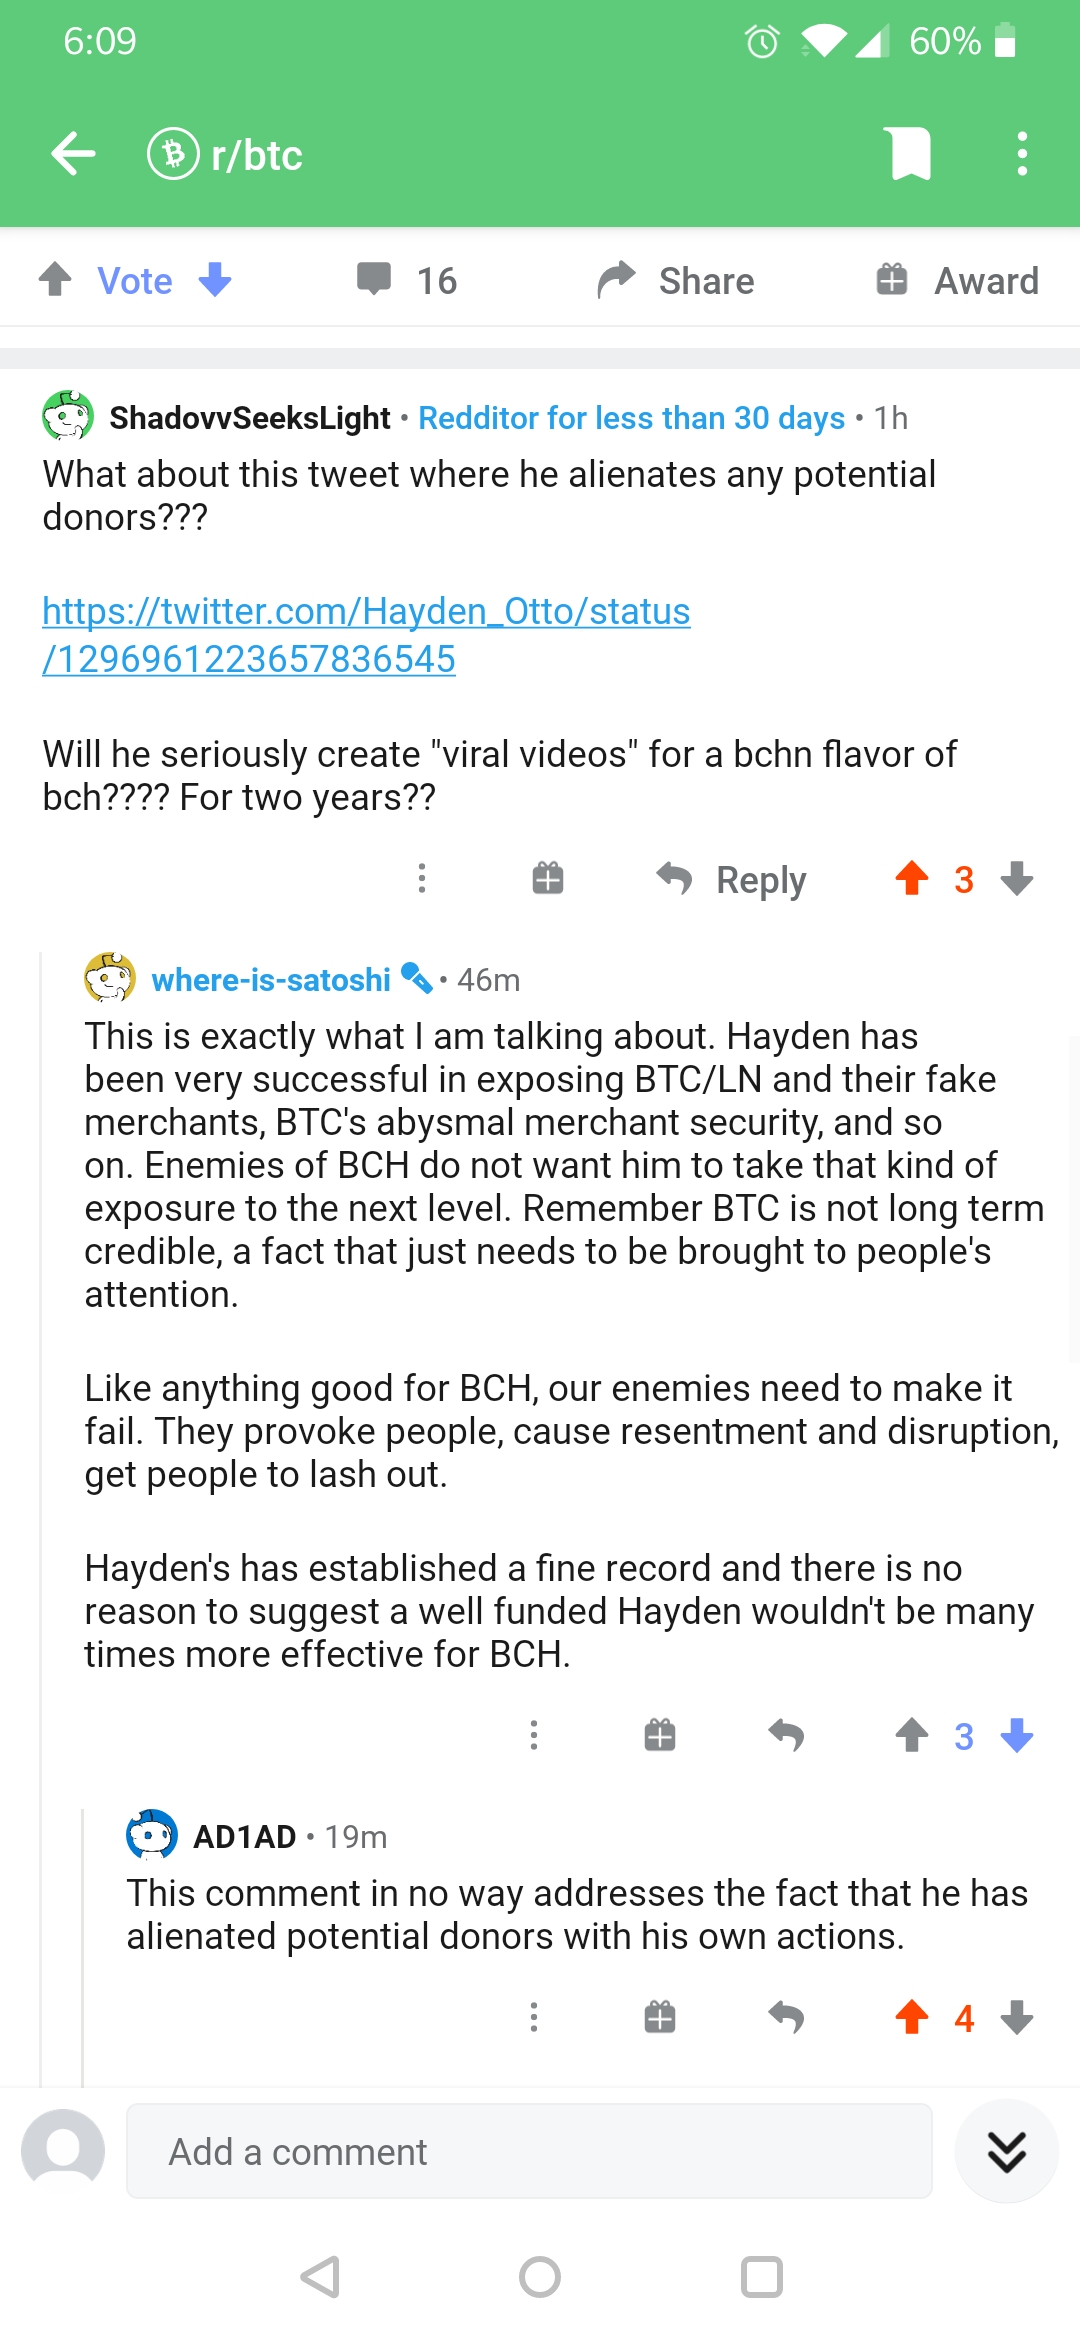 6:09
60%
r/btc
Vote
16
Share
Award
ShadovvSeeksLight • Redditor for less than 30 days • 1h
What about this tweet where he alienates any potential
donors???
https://twitter.com/Hayden_Otto/status
/1296961223657836545
Will he seriously create "viral videos" for a bchn flavor of
bch???? For two years??
Reply
3
where-is-satoshi • 46m
This is exactly what I am talking about. Hayden has
been very successful in exposing BTC/LN and their fake
merchants, BTC's abysmal merchant security, and so
on. Enemies of BCH do not want him to take that kind of
exposure to the next level. Remember BTC is not long term
credible, a fact that just needs to be brought to people's
attention.
Like anything good for BCH, our enemies need to make it
fail. They provoke people, cause resentment and disruption,
get people to lash out.
Hayden's has established a fine record and there is no
reason to suggest a well funded Hayden wouldn't be many
times more effective for BCH.
3
AD1AD • 19m
This comment in no way addresses the fact that he has
alienated potential donors with his own actions.
4
Add a comment